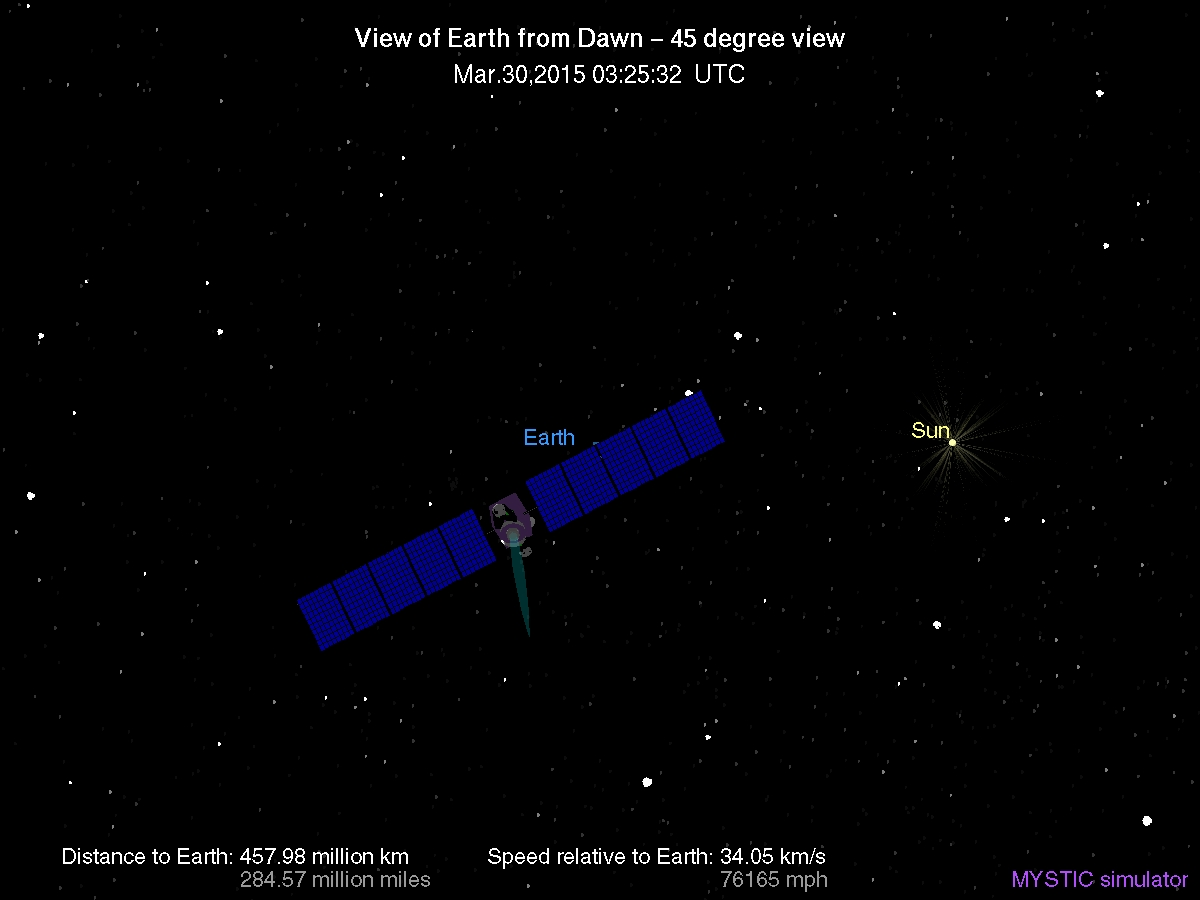 View of Earth from Dawn – 45 degree view
Mar.30,2015 03:25:32 UTC
Sun
Earth
Distance to Earth: 457.98 million km
284.57 million miles
Speed relative to Earth: 34.05 km/s
76165 mph
MYSTIC simulator